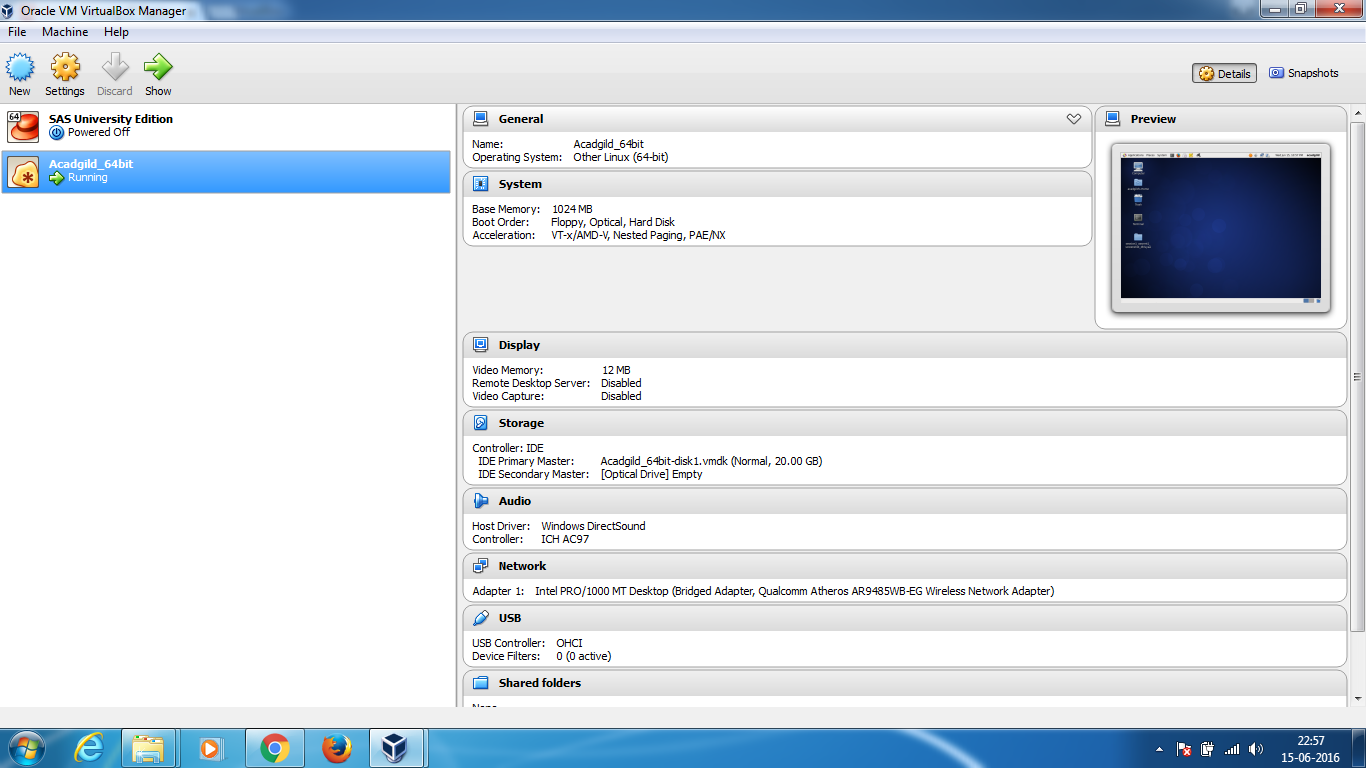 Oracle VM VirtualBox Manager
File Machine Help
New Settings Discard Show
Details Snapshots
64
SAS University Edition
Powered Off
Acadgild_64bit
Running
General
Name: Acadgild_64bit
Operating System: Other Linux (64-bit)
System
Base Memory: 1024 MB
Boot Order: Floppy, Optical, Hard Disk
Acceleration: VT-x/AMD-V, Nested Paging, PAE/NX
Preview
Display
Video Memory: 12 MB
Remote Desktop Server: Disabled
Video Capture: Disabled
Storage
Controller: IDE
IDE Primary Master: Acadgild_64bit-disk1.vmdk (Normal, 20.00 GB)
IDE Secondary Master: [Optical Drive] Empty
Audio
Host Driver: Windows DirectSound
Controller: ICH AC97
Network
Adapter 1: Intel PRO/1000 MT Desktop (Bridged Adapter, Qualcomm Atheros AR9485WB-EG Wireless Network Adapter)
USB
USB Controller: OHCI
Device Filters: 0 (0 active)
Shared folders
None
22:57
15-06-2016